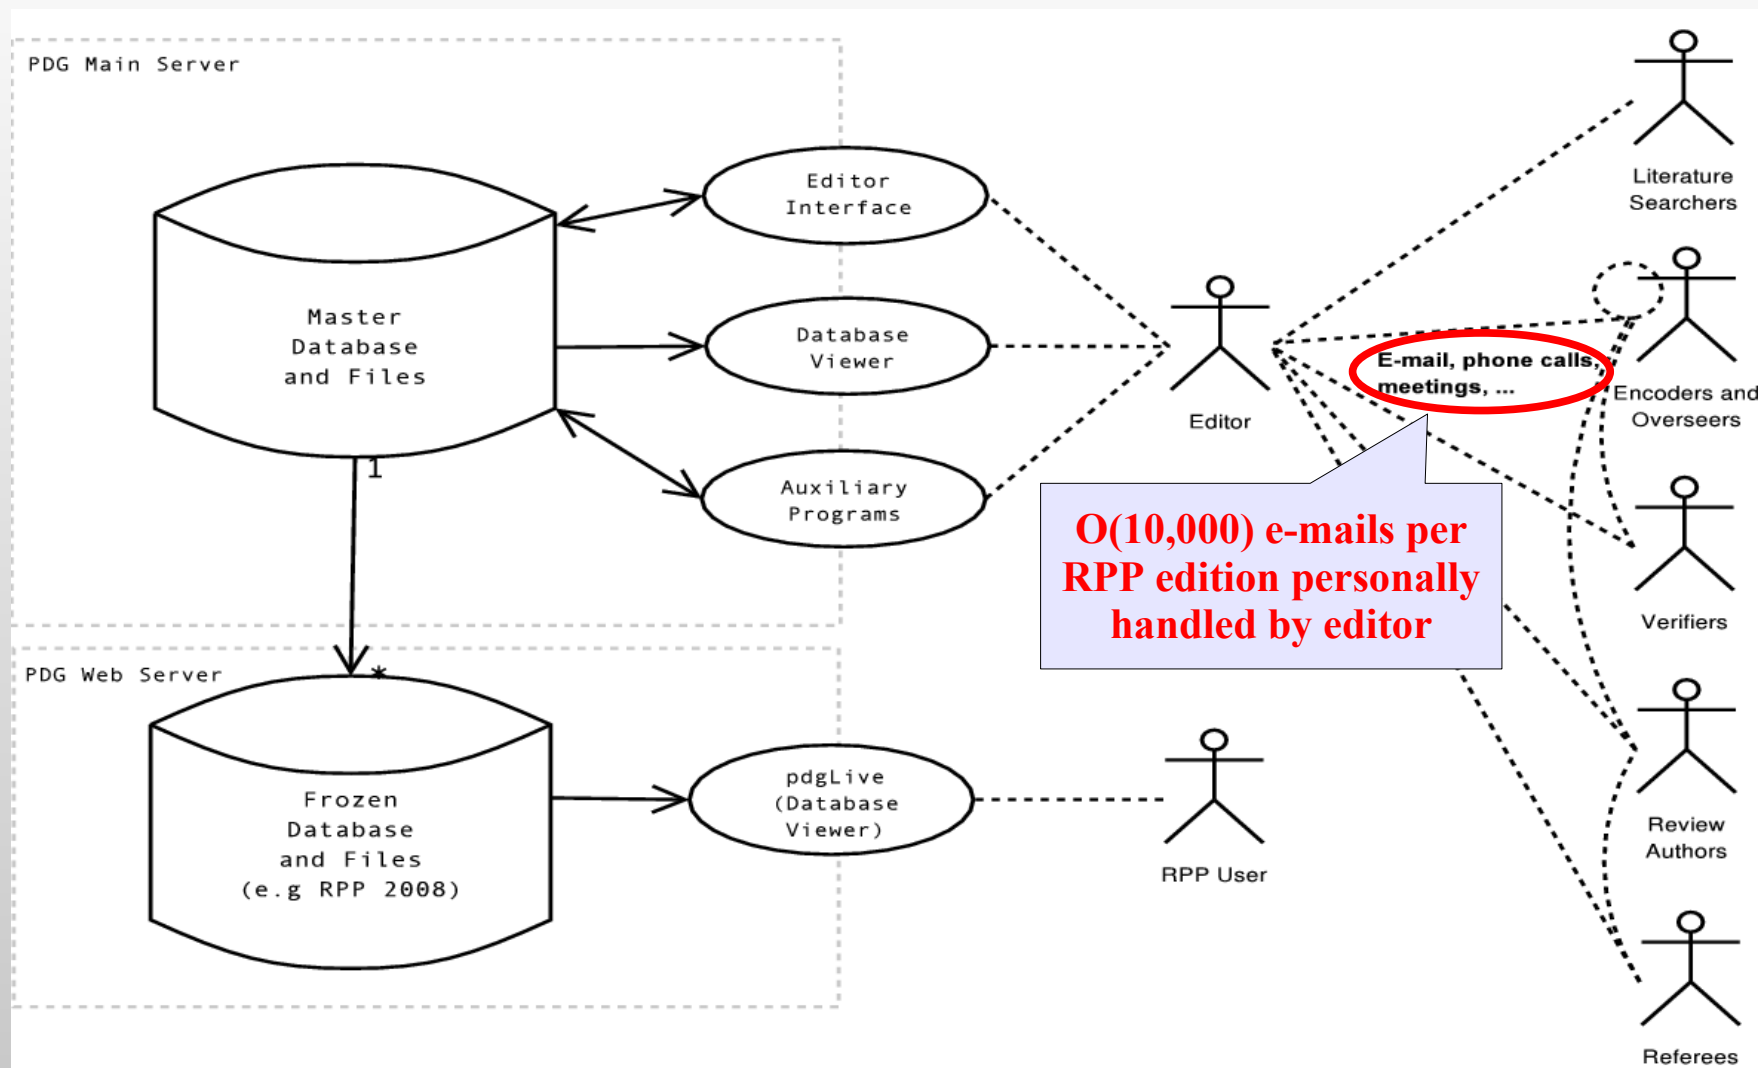 PDG Main Server
Master
Database
and Files
1
Editor
Interface
Database
Viewer
Auxiliary
Programs
Editor
E-mail, phone calls,
meetings, ...
O(10,000) e-mails per
RPP edition personally
handled by editor
Literature
Searchers
Encoders and
Overseers
Verifiers
Review
Authors
Referees
PDG Web Server
*
Frozen
Database
and Files
(e.g RPP 2008)
pdgLive
(Database
Viewer)
RPP User